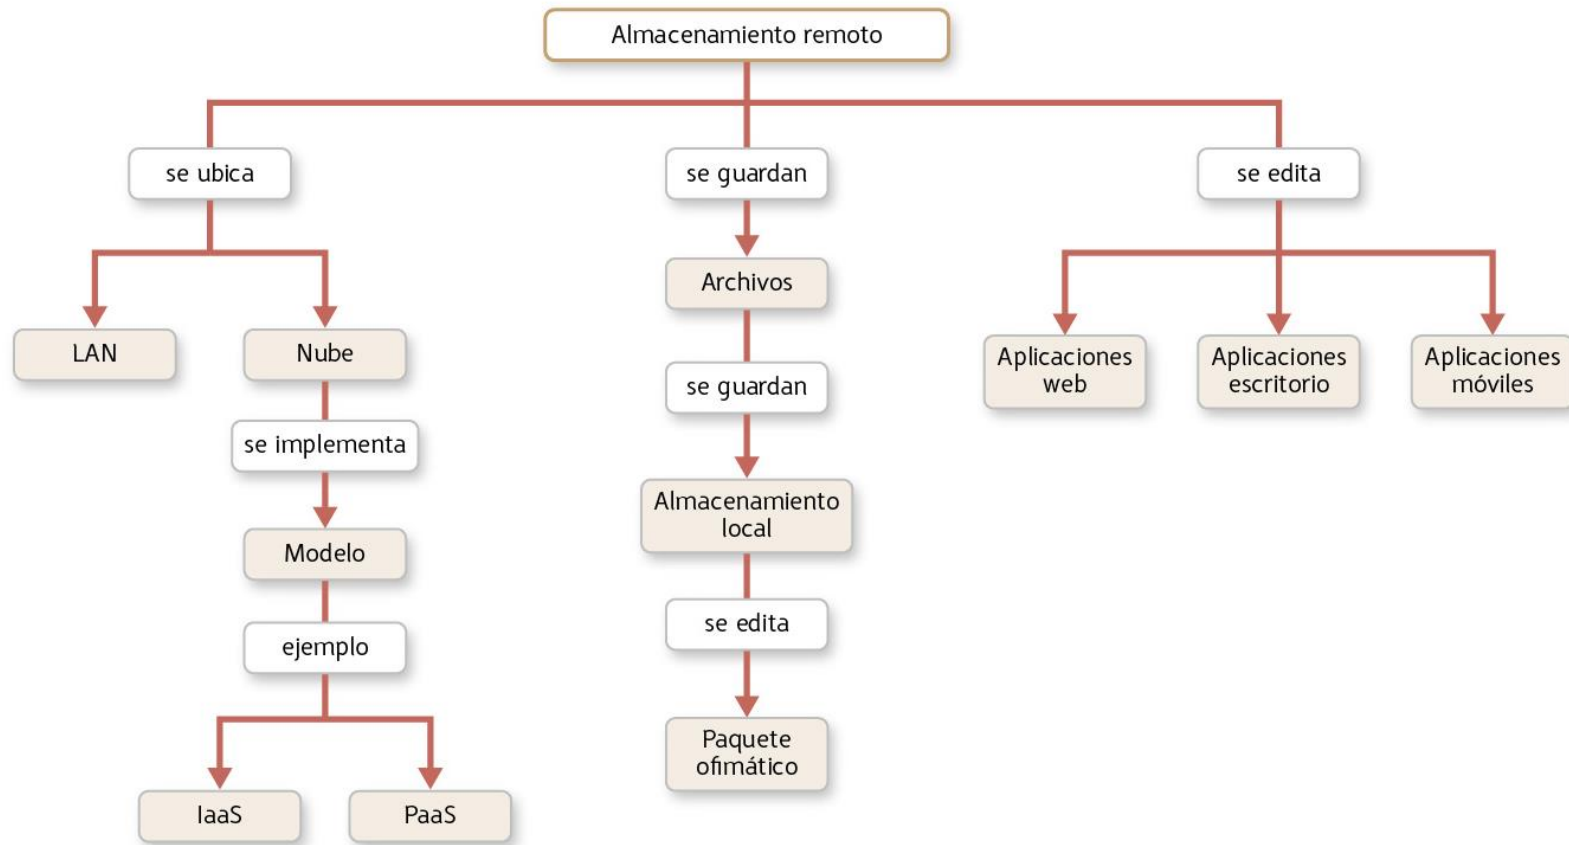 Almacenamiento remoto
se ubica
se guardan
se edita
Archivos
LAN
Nube
Aplicaciones
web
Aplicaciones
escritorio
Aplicaciones
móviles
se guardan
se implementa
Almacenamiento
local
Modelo
se edita
ejemplo
Paquete
ofimático
IaaS
PaaS